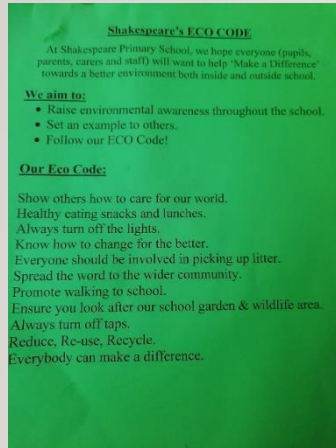 Shakespeare's ECO CODE
At Shakespeare Primary School, we hope everyone (pupils,
parents, carers and staff) will want to help 'Make a Difference'
towards a better environment both inside and outside school.
We aim to:
• Raise environmental awareness throughout the school.
• Set an example to others.
• Follow our ECO Code!
Our Eco Code:
Show others how to care for our world.
Healthy eating snacks and lunches.
Always turn off the lights.
Know how to change for the better.
Everyone should be involved in picking up litter.
Spread the word to the wider community.
Promote walking to school.
Ensure you look after our school garden & wildlife area.
Always turn off taps.
Reduce, Re-use, Recycle.
Everybody can make a difference.